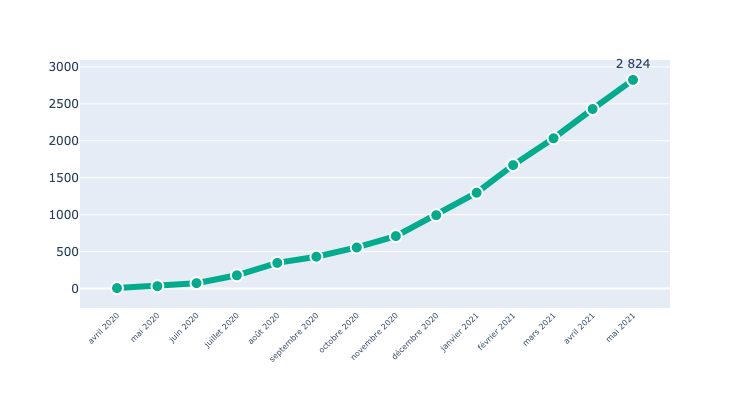 2 824
3000
2500
2000
1500
1000
500
0
avril 2020
mai 2020
juin 2020
juillet 2020
août 2020
septembre 2020
octobre 2020
novembre 2020
décembre 2020
janvier 2021
février 2021
mars 2021
avril 2021
mai 2021